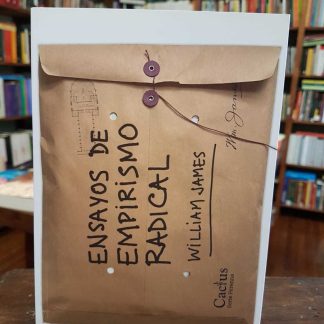 ENSAYOS DE
EMPIRISMO
RADICAL
WILLIAM JAMES
Cactus